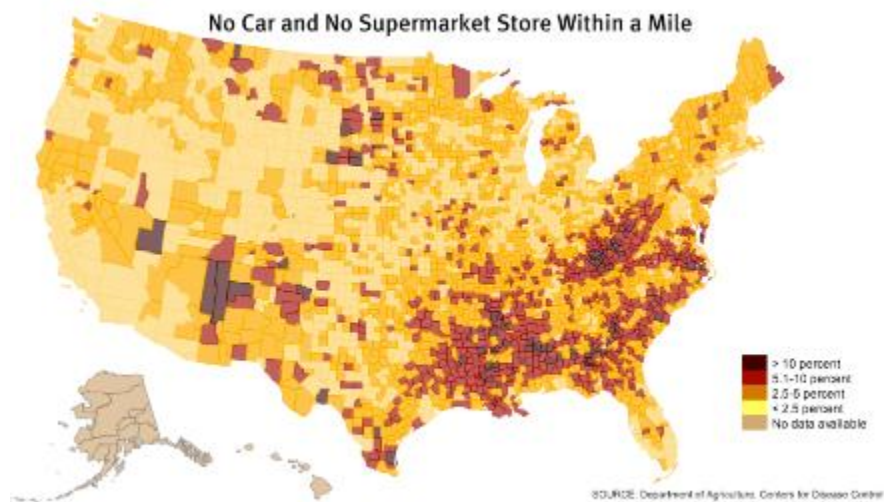 No Car and No Supermarket Store Within a Mile
> 10 percent
5.1-10 percent
2.5-5 percent
< 2.5 percent
No data available
SOURCE: Department of Agriculture, Centers for Disease Control